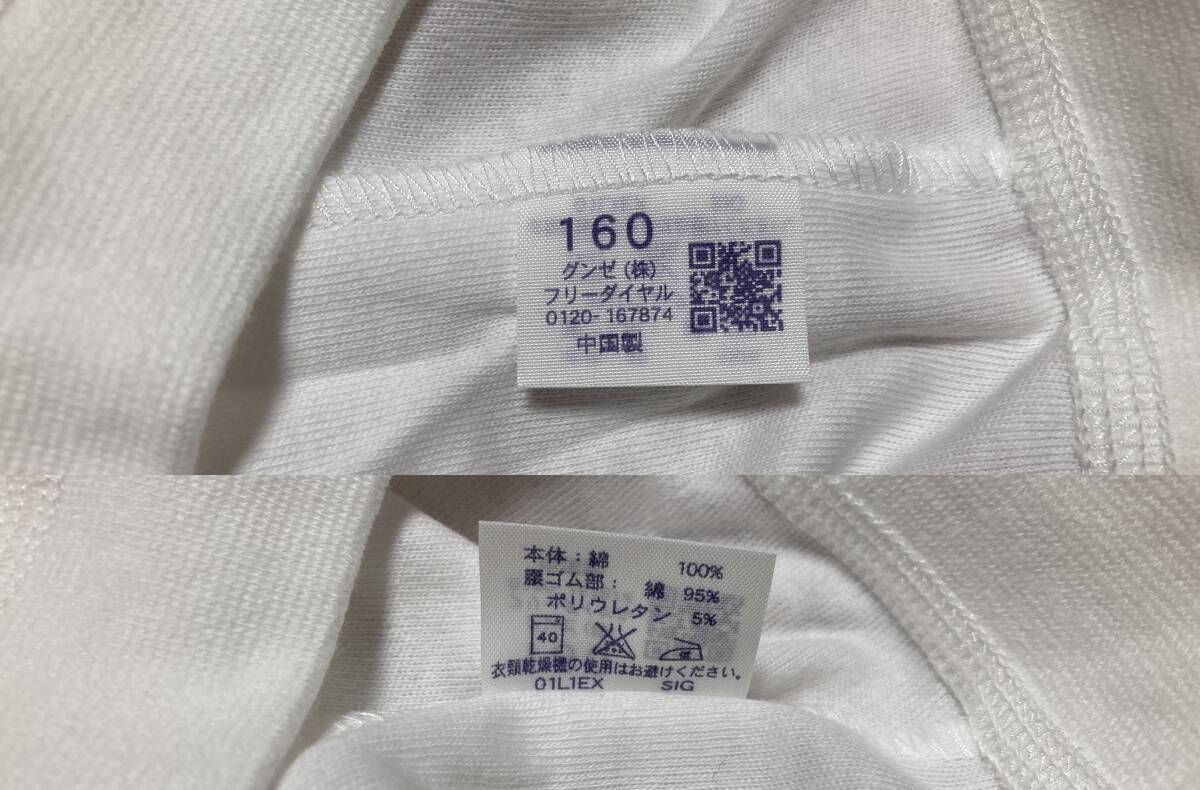 160
グンゼ(株)
フリーダイヤル
0120-167874
中国製
本体:綿 100%
腰ゴム部: 綿 95%
ポリウレタン 5%
40
衣類乾燥機の使用はお避けください。
01L1EX SIG